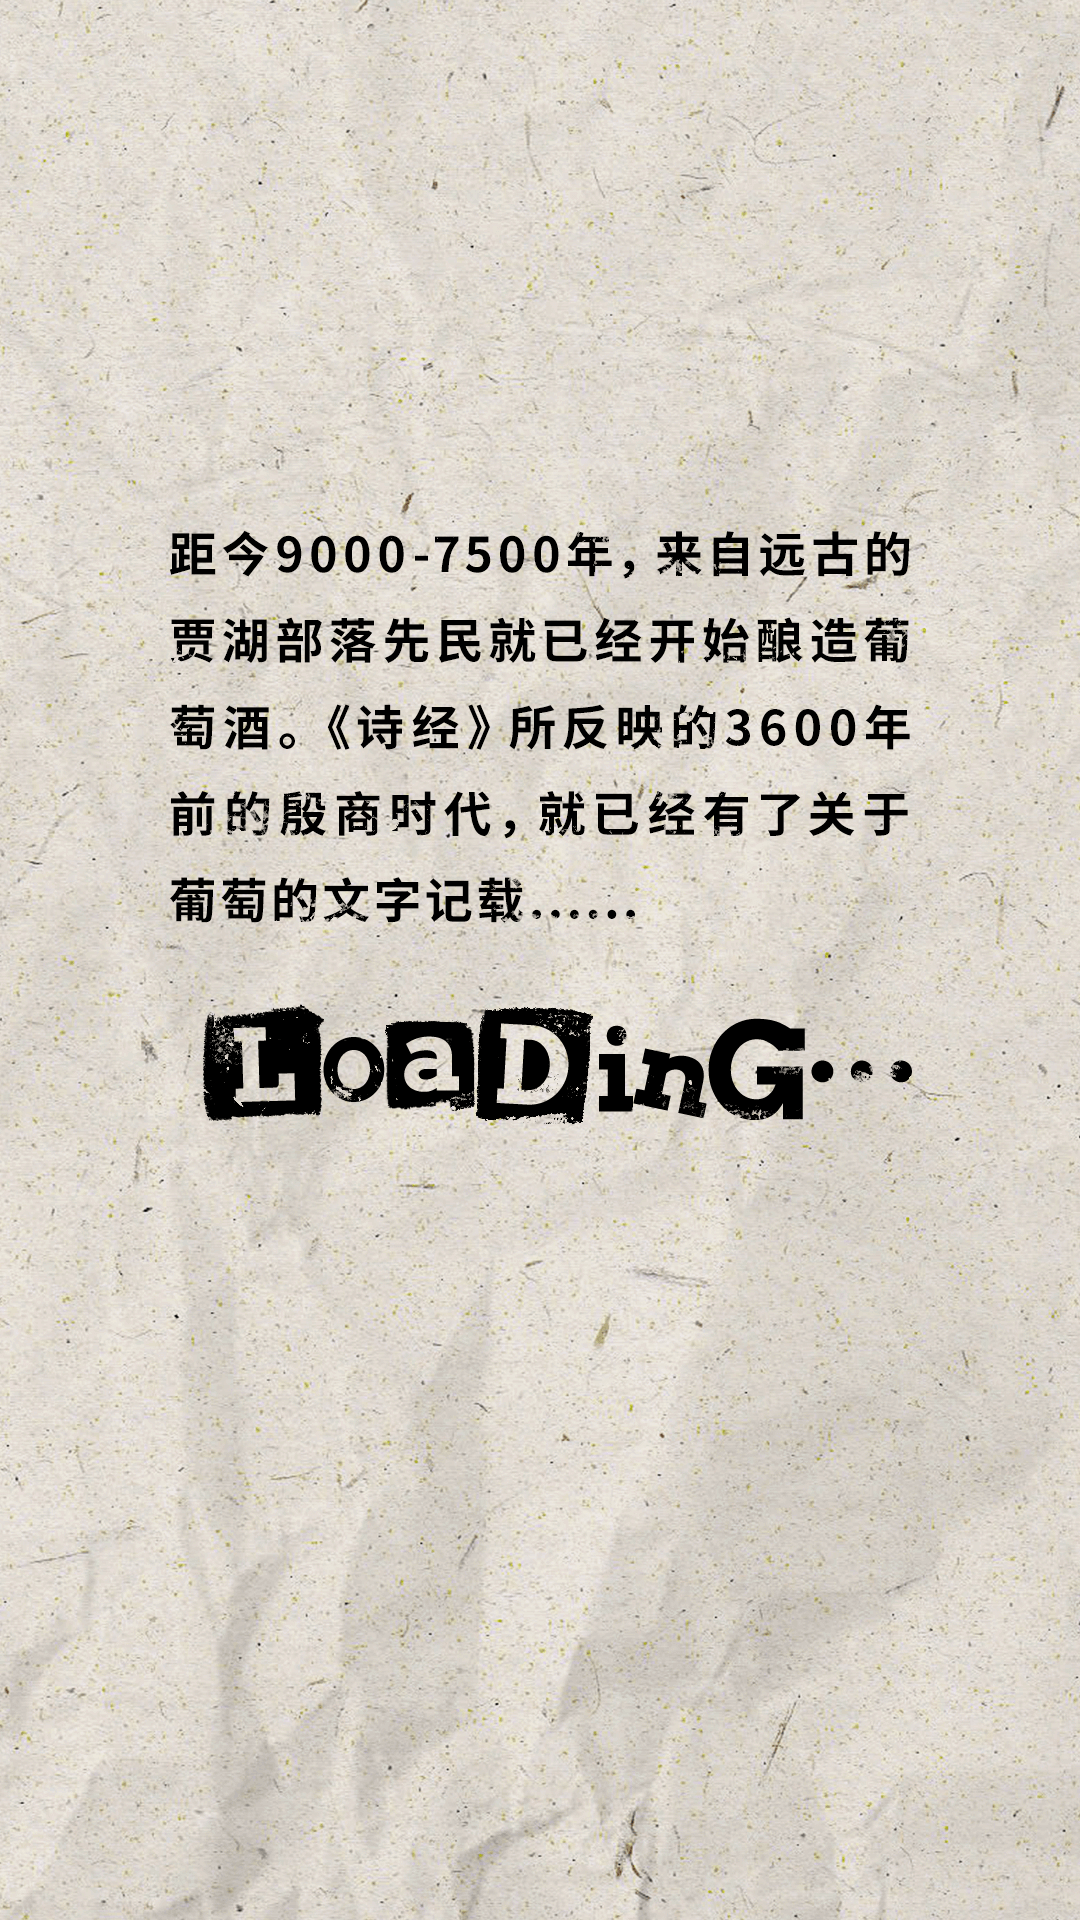 距今9000-7500年，来自远古的
贾湖部落先民就已经开始酿造葡
萄酒。《诗经》所反映的3600年
前的殷商时代，就已经有了关于
葡萄的文字记载......
LoaDinG...